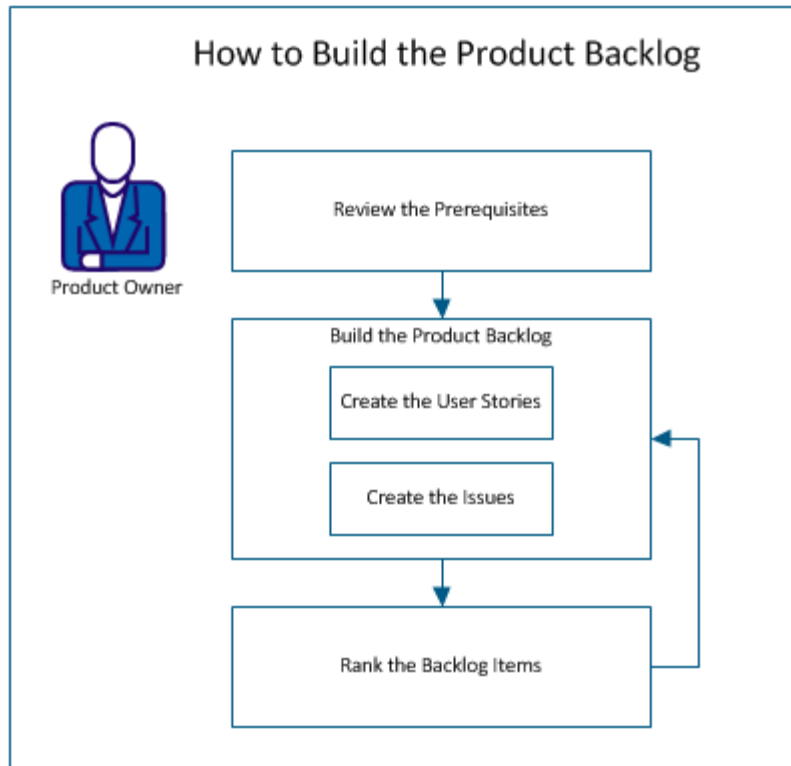 How to Build the Product Backlog
Product Owner
Review the Prerequisites
Build the Product Backlog
Create the User Stories
Create the Issues
Rank the Backlog Items